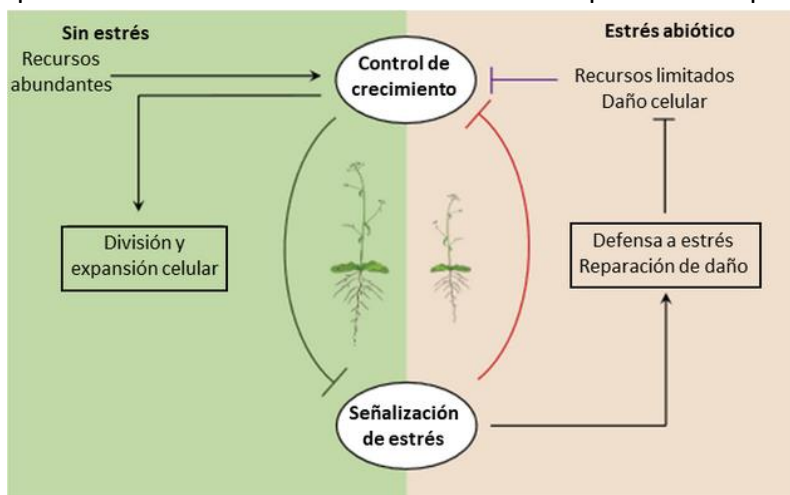 Sin estrés
Recursos
abundantes
Control de
crecimiento
Estrés abiótico
Recursos limitados
Daño celular
División y
expansión celular
Defensa a estrés
Reparación de daño
Señalización
de estrés